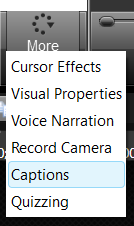 More
Cursor Effects
Visual Properties
Voice Narration
Record Camera
Captions
Quizzing